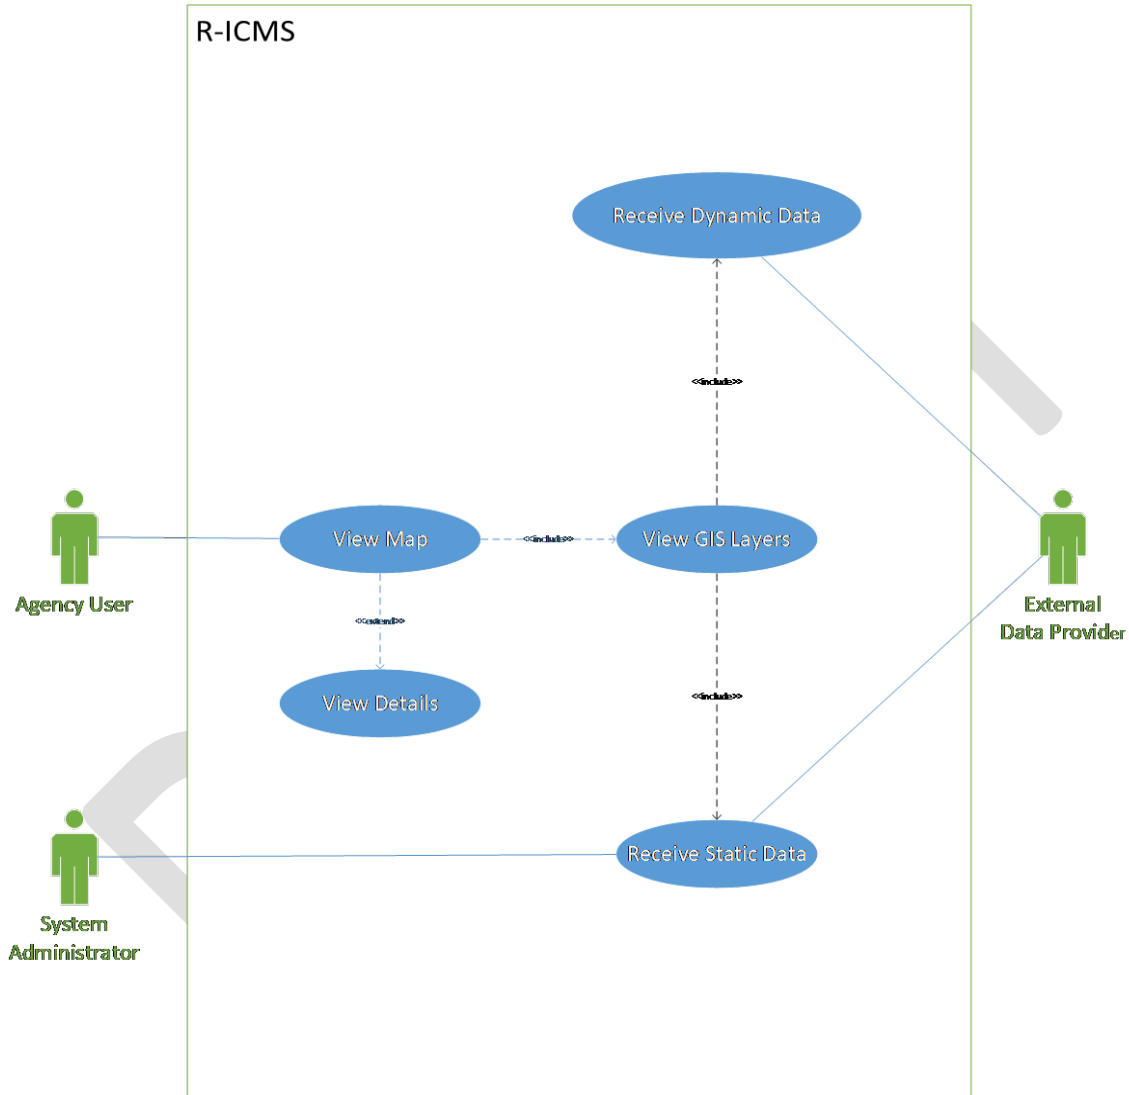 R-ICMS
Receive Dynamic Data
<<include>>
View Map
<<include>>
View GIS Layers
Agency User
External
Data Provider
<<extend>>
View Details
<<include>>
Receive Static Data
System
Administrator